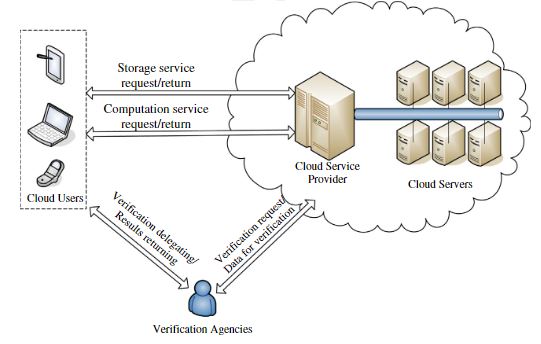 Storage service
request/return
Computation service
request/return
Cloud Users
Cloud Service
Provider
Cloud Servers
Verification delegating/
Results returning
Verification request/
Data for verification
Verification Agencies